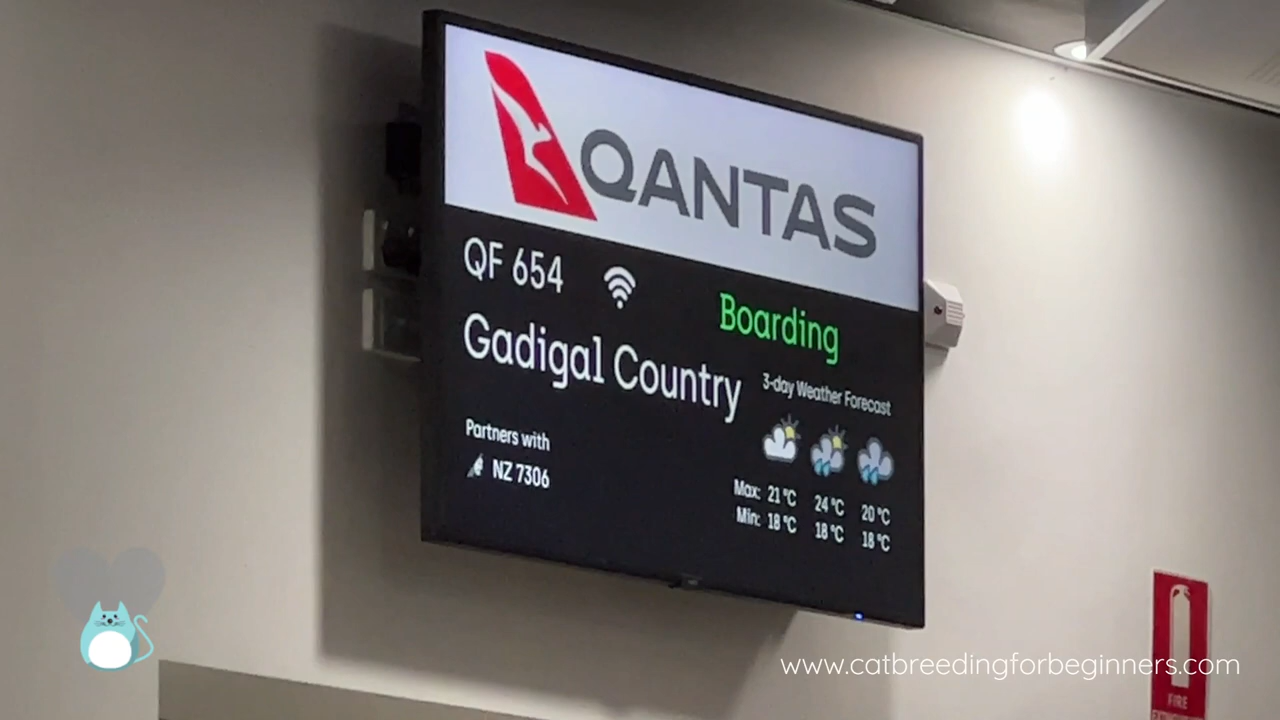 QANTAS
QF 654
Boarding
Gadigal Country
3-day Weather Forecast
Partners with
NZ 7306
Max: 21 °C 24 °C 20 °C
Min: 18 °C 18 °C 18 °C
www.catbreedingforbeginners.com
FIRE